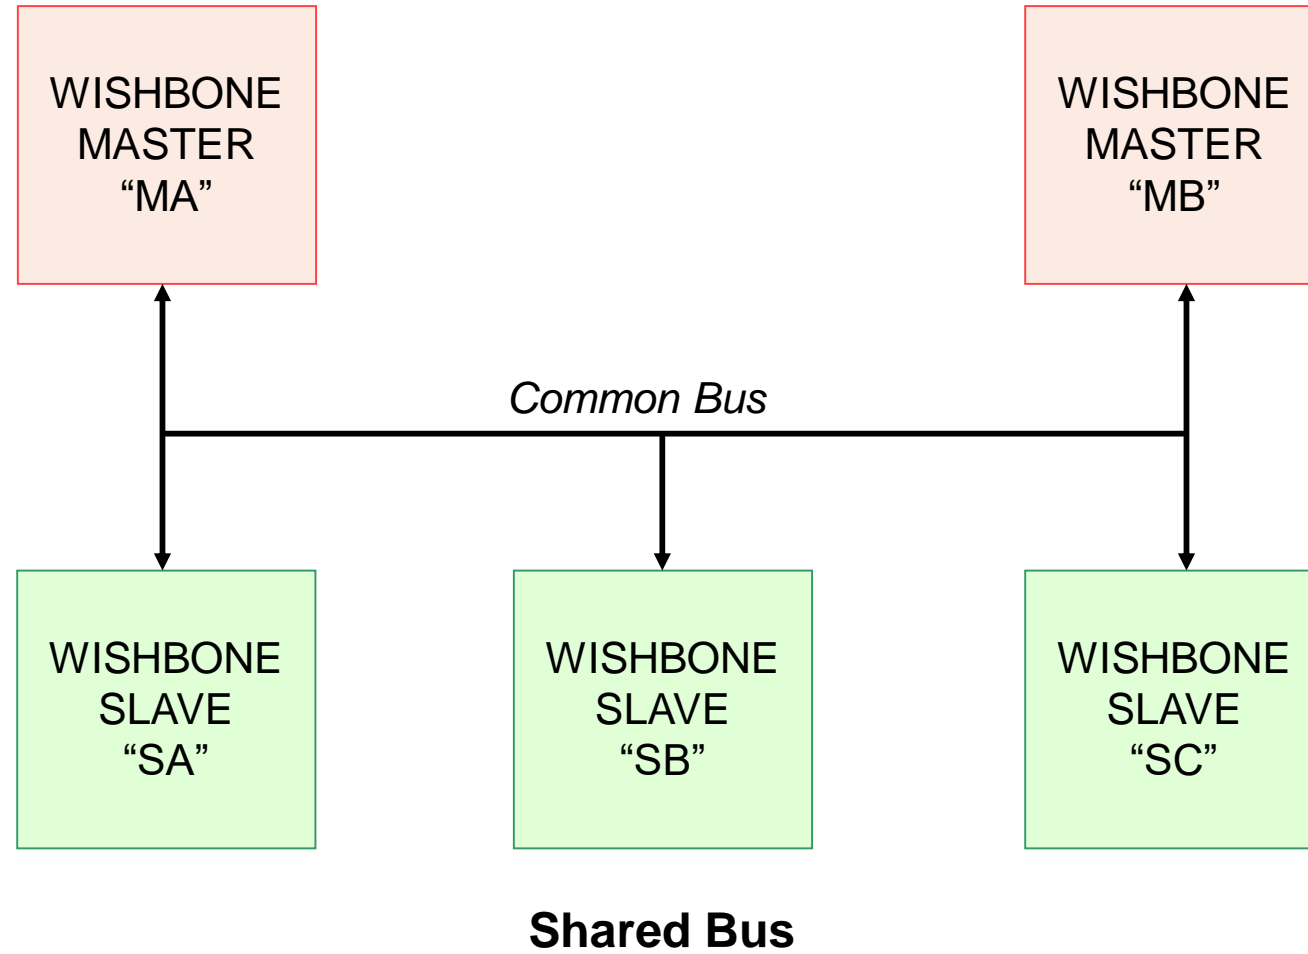 WISHBONE
MASTER
“MA”
WISHBONE
MASTER
“MB”
Common Bus
WISHBONE
SLAVE
“SA”
WISHBONE
SLAVE
“SB”
WISHBONE
SLAVE
“SC”
Shared Bus